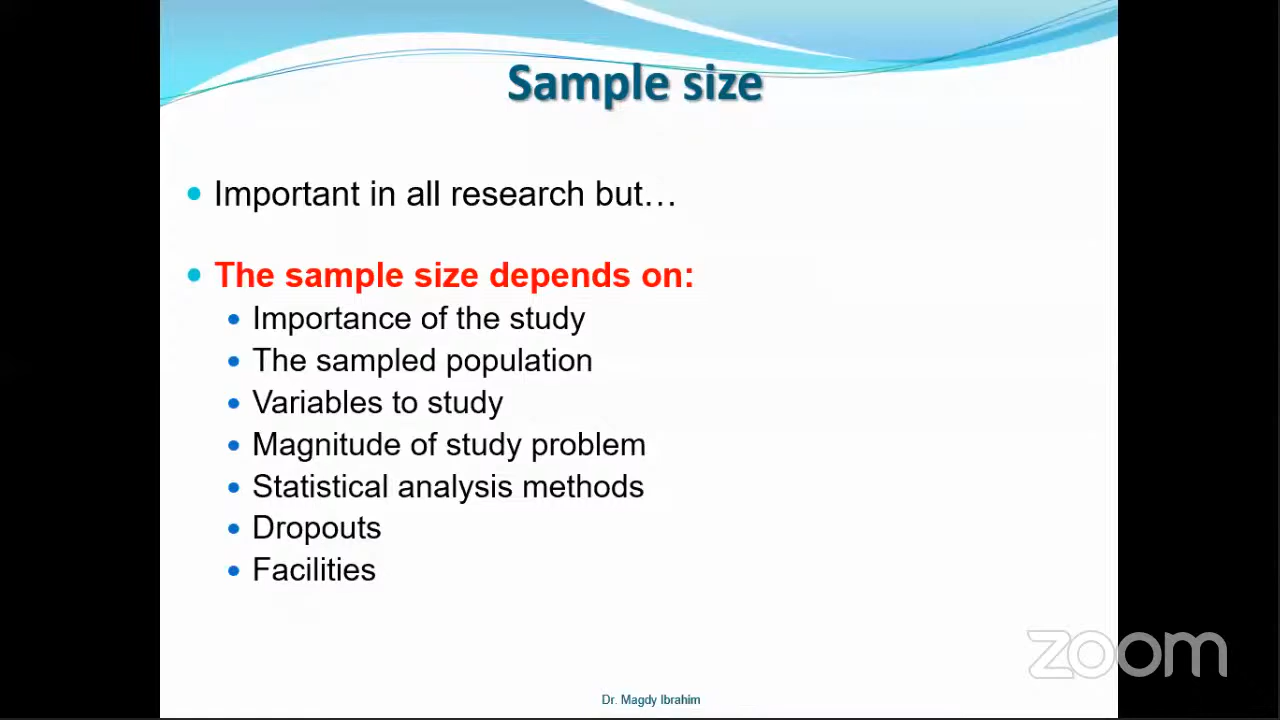 Sample size
Important in all research but…
The sample size depends on:
Importance of the study
The sampled population
Variables to study
Magnitude of study problem
Statistical analysis methods
Dropouts
Facilities
zoom
Dr. Magdy Ibrahim